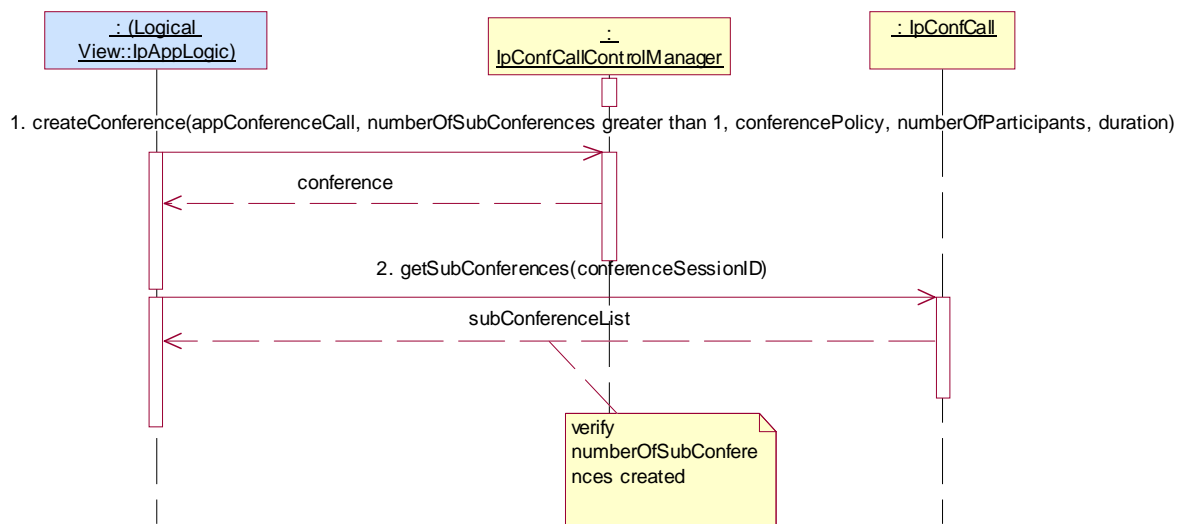 : (Logical
View::IpAppLogic)
:
IpConfCallControlManager
: IpConfCall
1. createConference(appConferenceCall, numberOfSubConferences greater than 1, conferencePolicy, numberOfParticipants, duration)
conference
2. getSubConferences(conferenceSessionID)
subConferenceList
verify
numberOfSubConfere
nces created